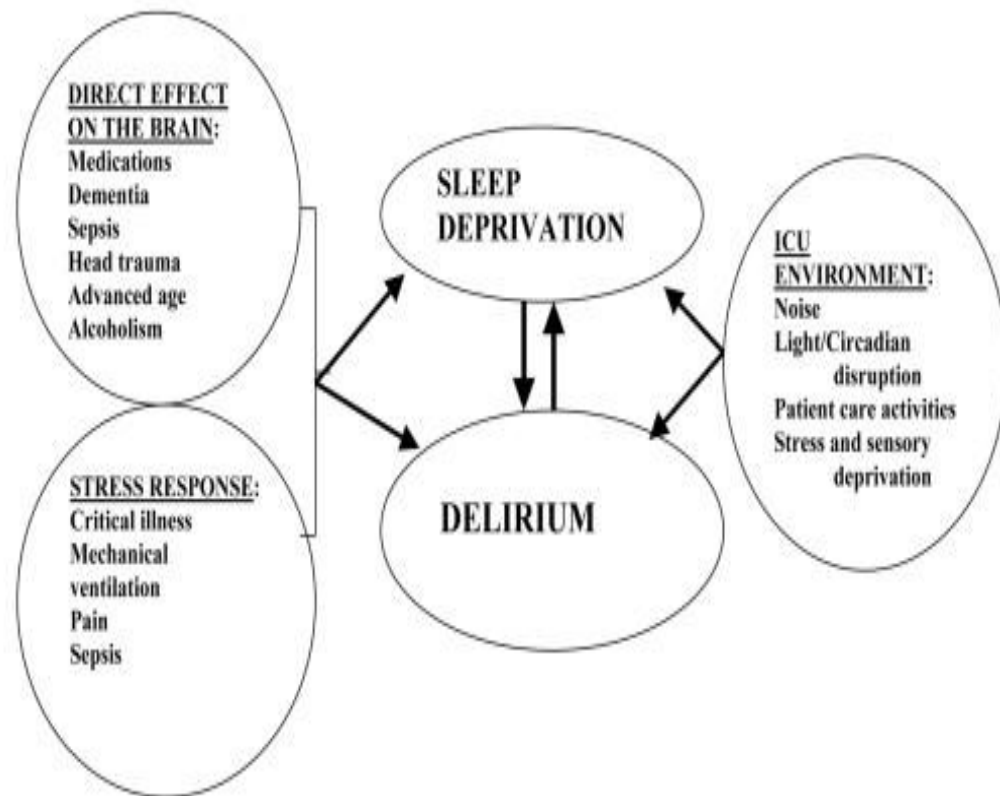 DIRECT EFFECT
ON THE BRAIN:
Medications
Dementia
Sepsis
Head trauma
Advanced age
Alcoholism
STRESS RESPONSE:
Critical illness
Mechanical
ventilation
Pain
Sepsis
SLEEP
DEPRIVATION
DELIRIUM
ICU
ENVIRONMENT:
Noise
Light/Circadian
disruption
Patient care activities
Stress and sensory
deprivation